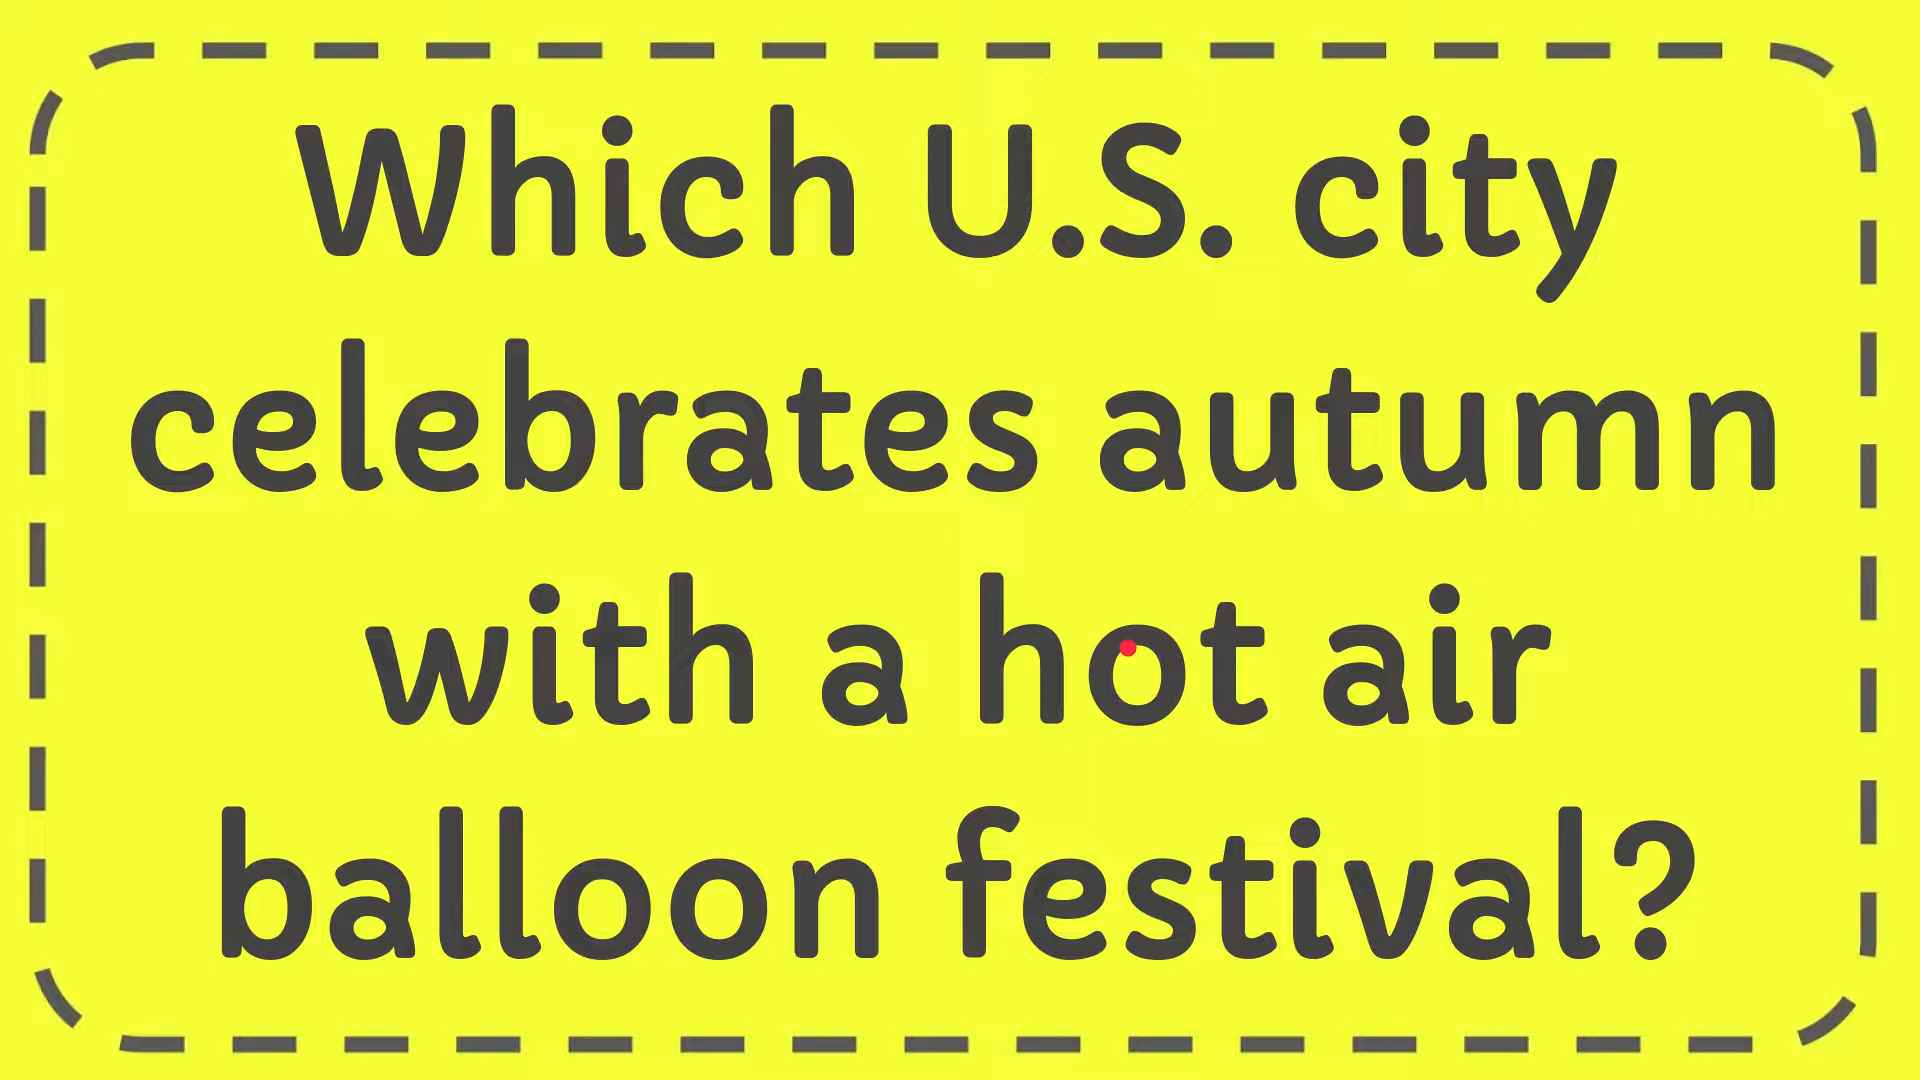 Which U.S. city
celebrates autumn
with a hot air
balloon festival?